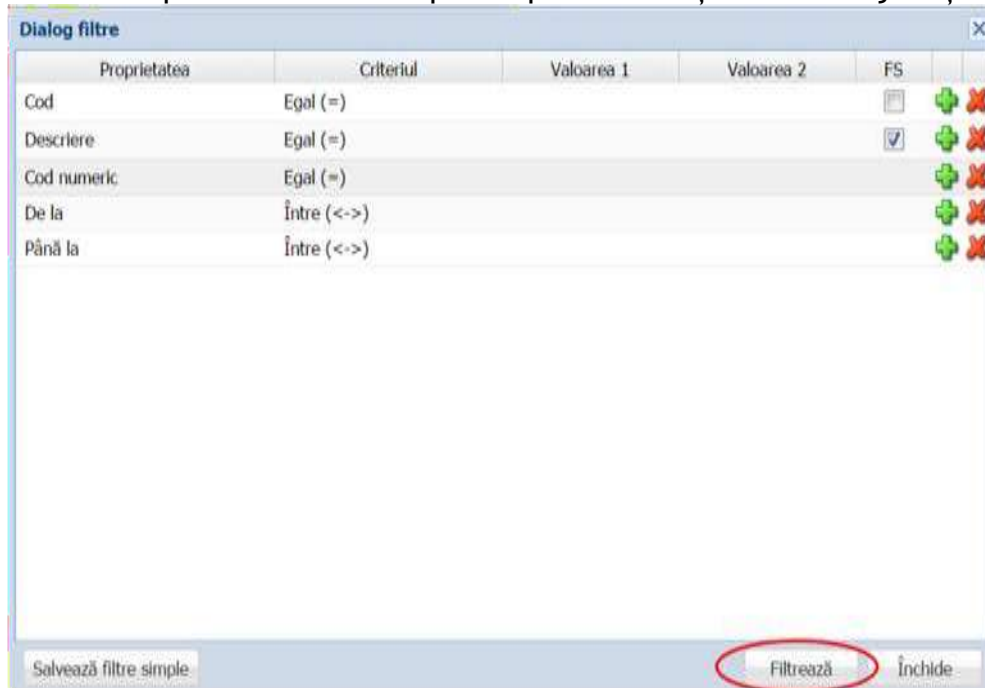 Dialog filtre
Proprietatea Criteriul Valoarea 1 Valoarea 2 FS
Cod Egal (=)
Descriere Egal (=)
Cod numeric Egal (=)
De la Între (<->)
Până la Între (<->)
Salvează filtre simple Filtrează Închide